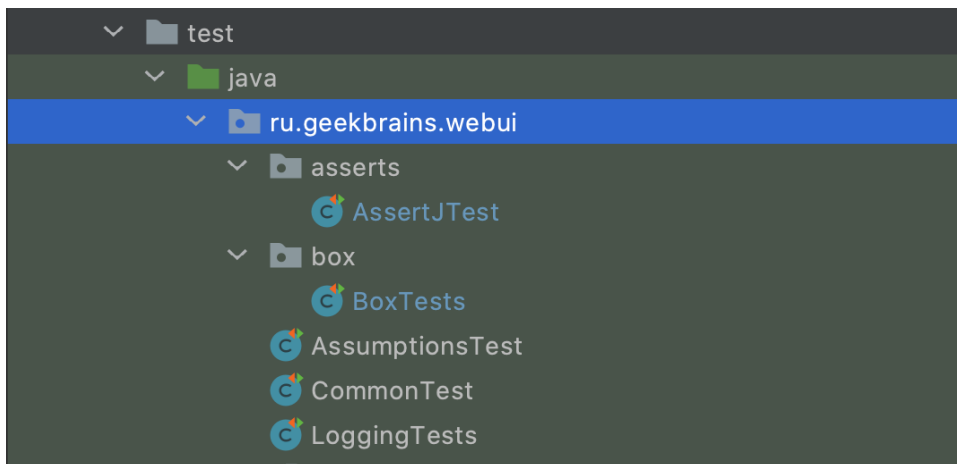 test
java
ru.geekbrains.webui
asserts
AssertJTest
box
BoxTests
AssumptionsTest
CommonTest
LoggingTests